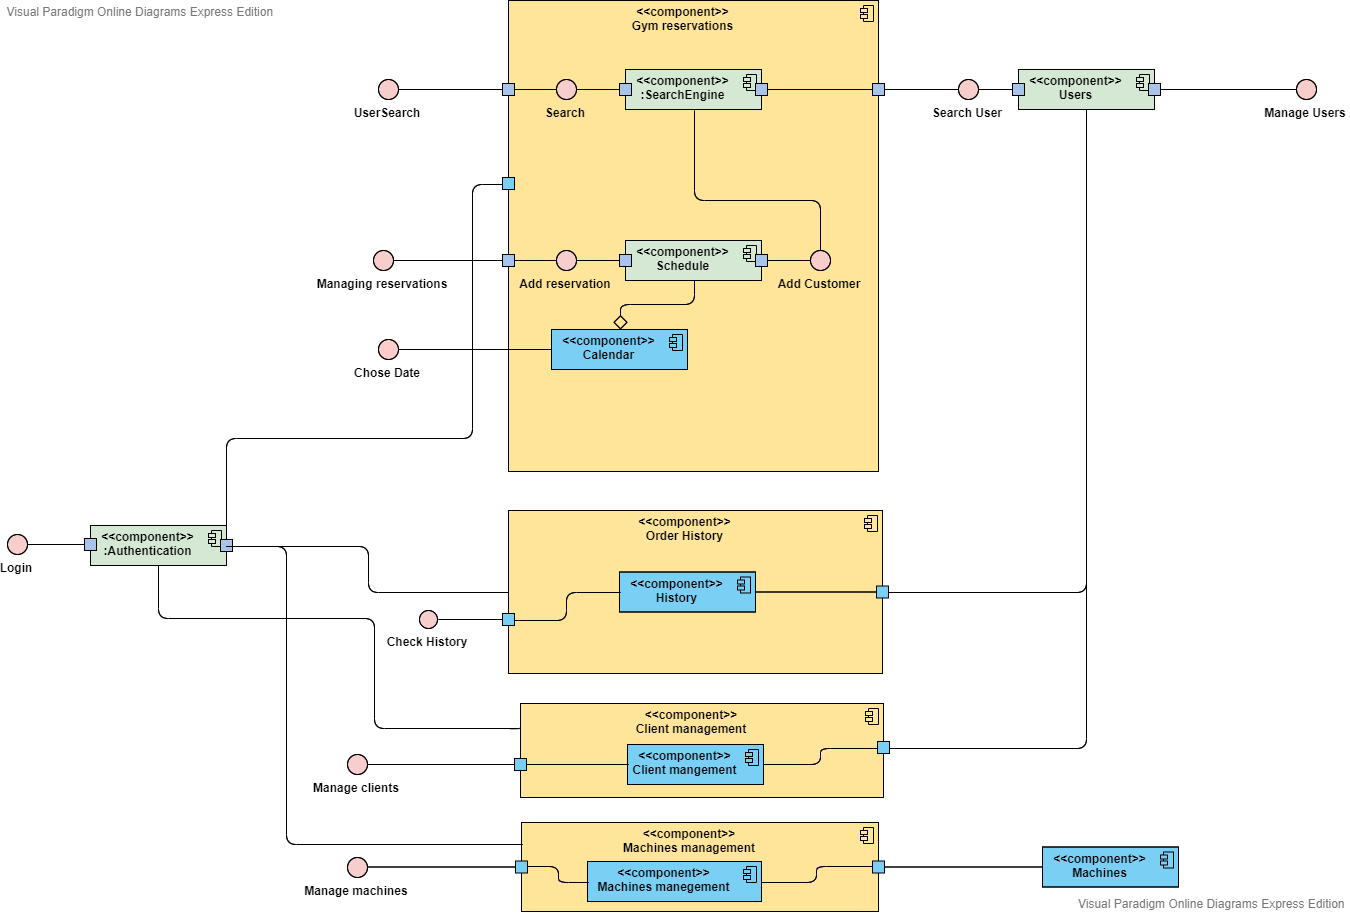 Visual Paradigm Online Diagrams Express Edition
<<component>>
Gym reservations
<<component>>
:SearchEngine
<<component>>
Users
UserSearch
Search
Search User
Manage Users
<<component>>
Schedule
Managing reservations
Add reservation
Add Customer
<<component>>
Calendar
Chose Date
<<component>>
Order History
<<component>>
:Authentication
Login
<<component>>
History
Check History
<<component>>
Client management
<<component>>
Client mangement
Manage clients
<<component>>
Machines management
<<component>>
Machines manegement
<<component>>
Machines
Manage machines
Visual Paradigm Online Diagrams Express Edition